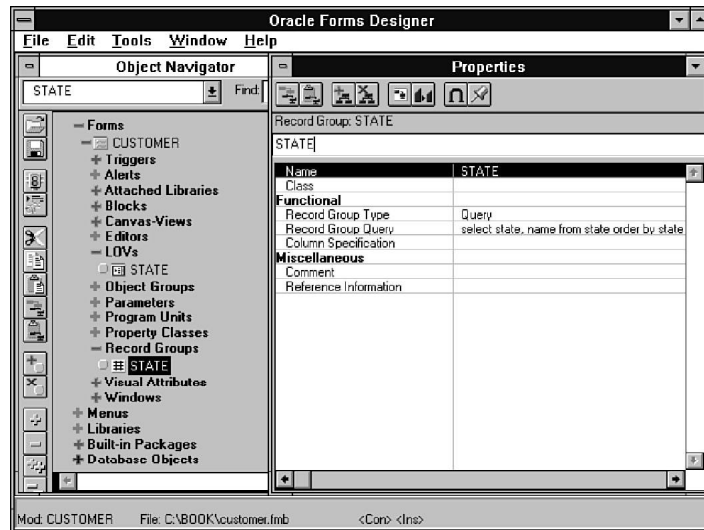 Oracle Forms Designer
File Edit Tools Window Help
Object Navigator
STATE Find:
Forms
CUSTOMER
Triggers
Alerts
Attached Libraries
Blocks
Canvas-Views
Editors
LOVs
STATE
Object Groups
Parameters
Program Units
Property Classes
Record Groups
STATE
Visual Attributes
Windows
Menus
Libraries
Built-in Packages
Database Objects
Properties
Record Group: STATE
STATE
Name STATE
Class
Functional
Record Group Type Query
Record Group Query select state, name from state order by state
Column Specification
Miscellaneous
Comment
Reference Information
Mod: CUSTOMER File: C:\BOOK\customer.fmb <Con> <Ins>